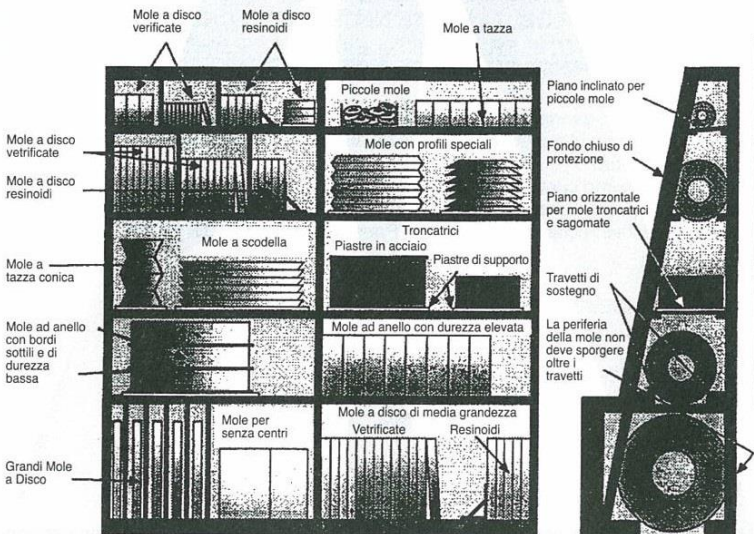 Mole a disco
verificate
Mole a disco
resinoidi
Mole a tazza
Piccole mole
Piano inclinato per
piccole mole
Mole a disco
vetrificate
Mole a disco
resinoidi
Mole con profili speciali
Fondo chiuso di
protezione
Piano orizzontale
per mole troncatrici
e sagomate
Mole a scodella
Troncatrici
Piastre in acciaio
Piastre di supporto
Mole a
tazza conica
Travetti di
sostegno
Mole ad anello
con bordi
sottili e di
durezza
bassa
Mole ad anello con durezza elevata
La periferia
della mole non
deve sporgere
oltre i
travetti
Mole per
senza centri
Mole a disco di media grandezza
Vetrificate
Resinoidi
Grandi Mole
a Disco